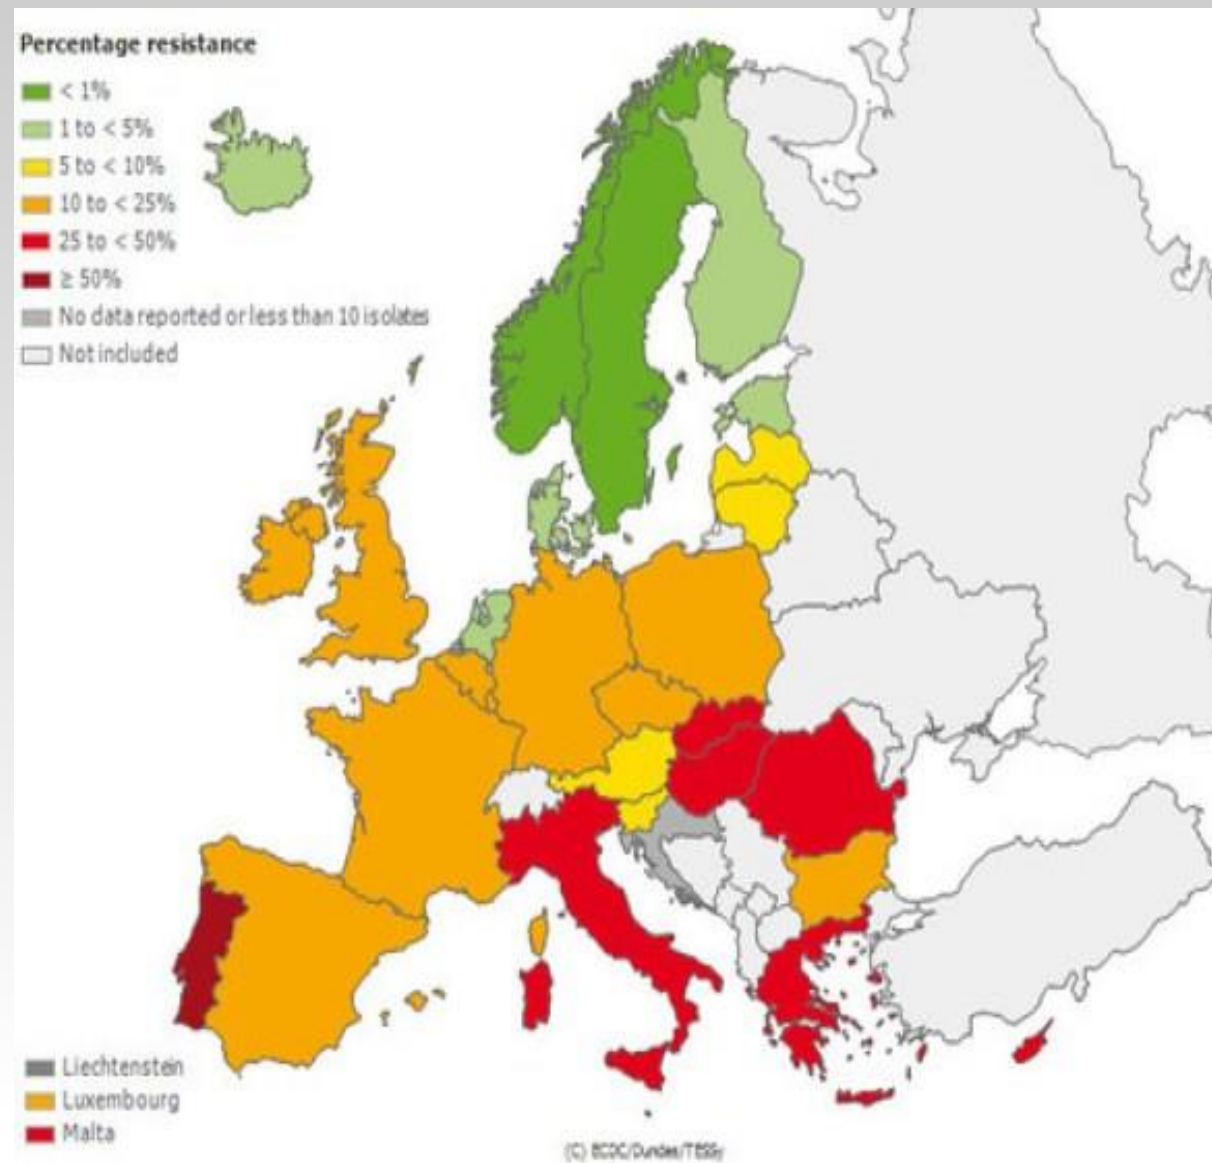 Percentage resistance
< 1%
1 to < 5%
5 to < 10%
10 to < 25%
25 to < 50%
≥ 50%
No data reported or less than 10 isolates
Not included
Liechtenstein
Luxembourg
Malta
(C) ECDC/Dundas/TESSy